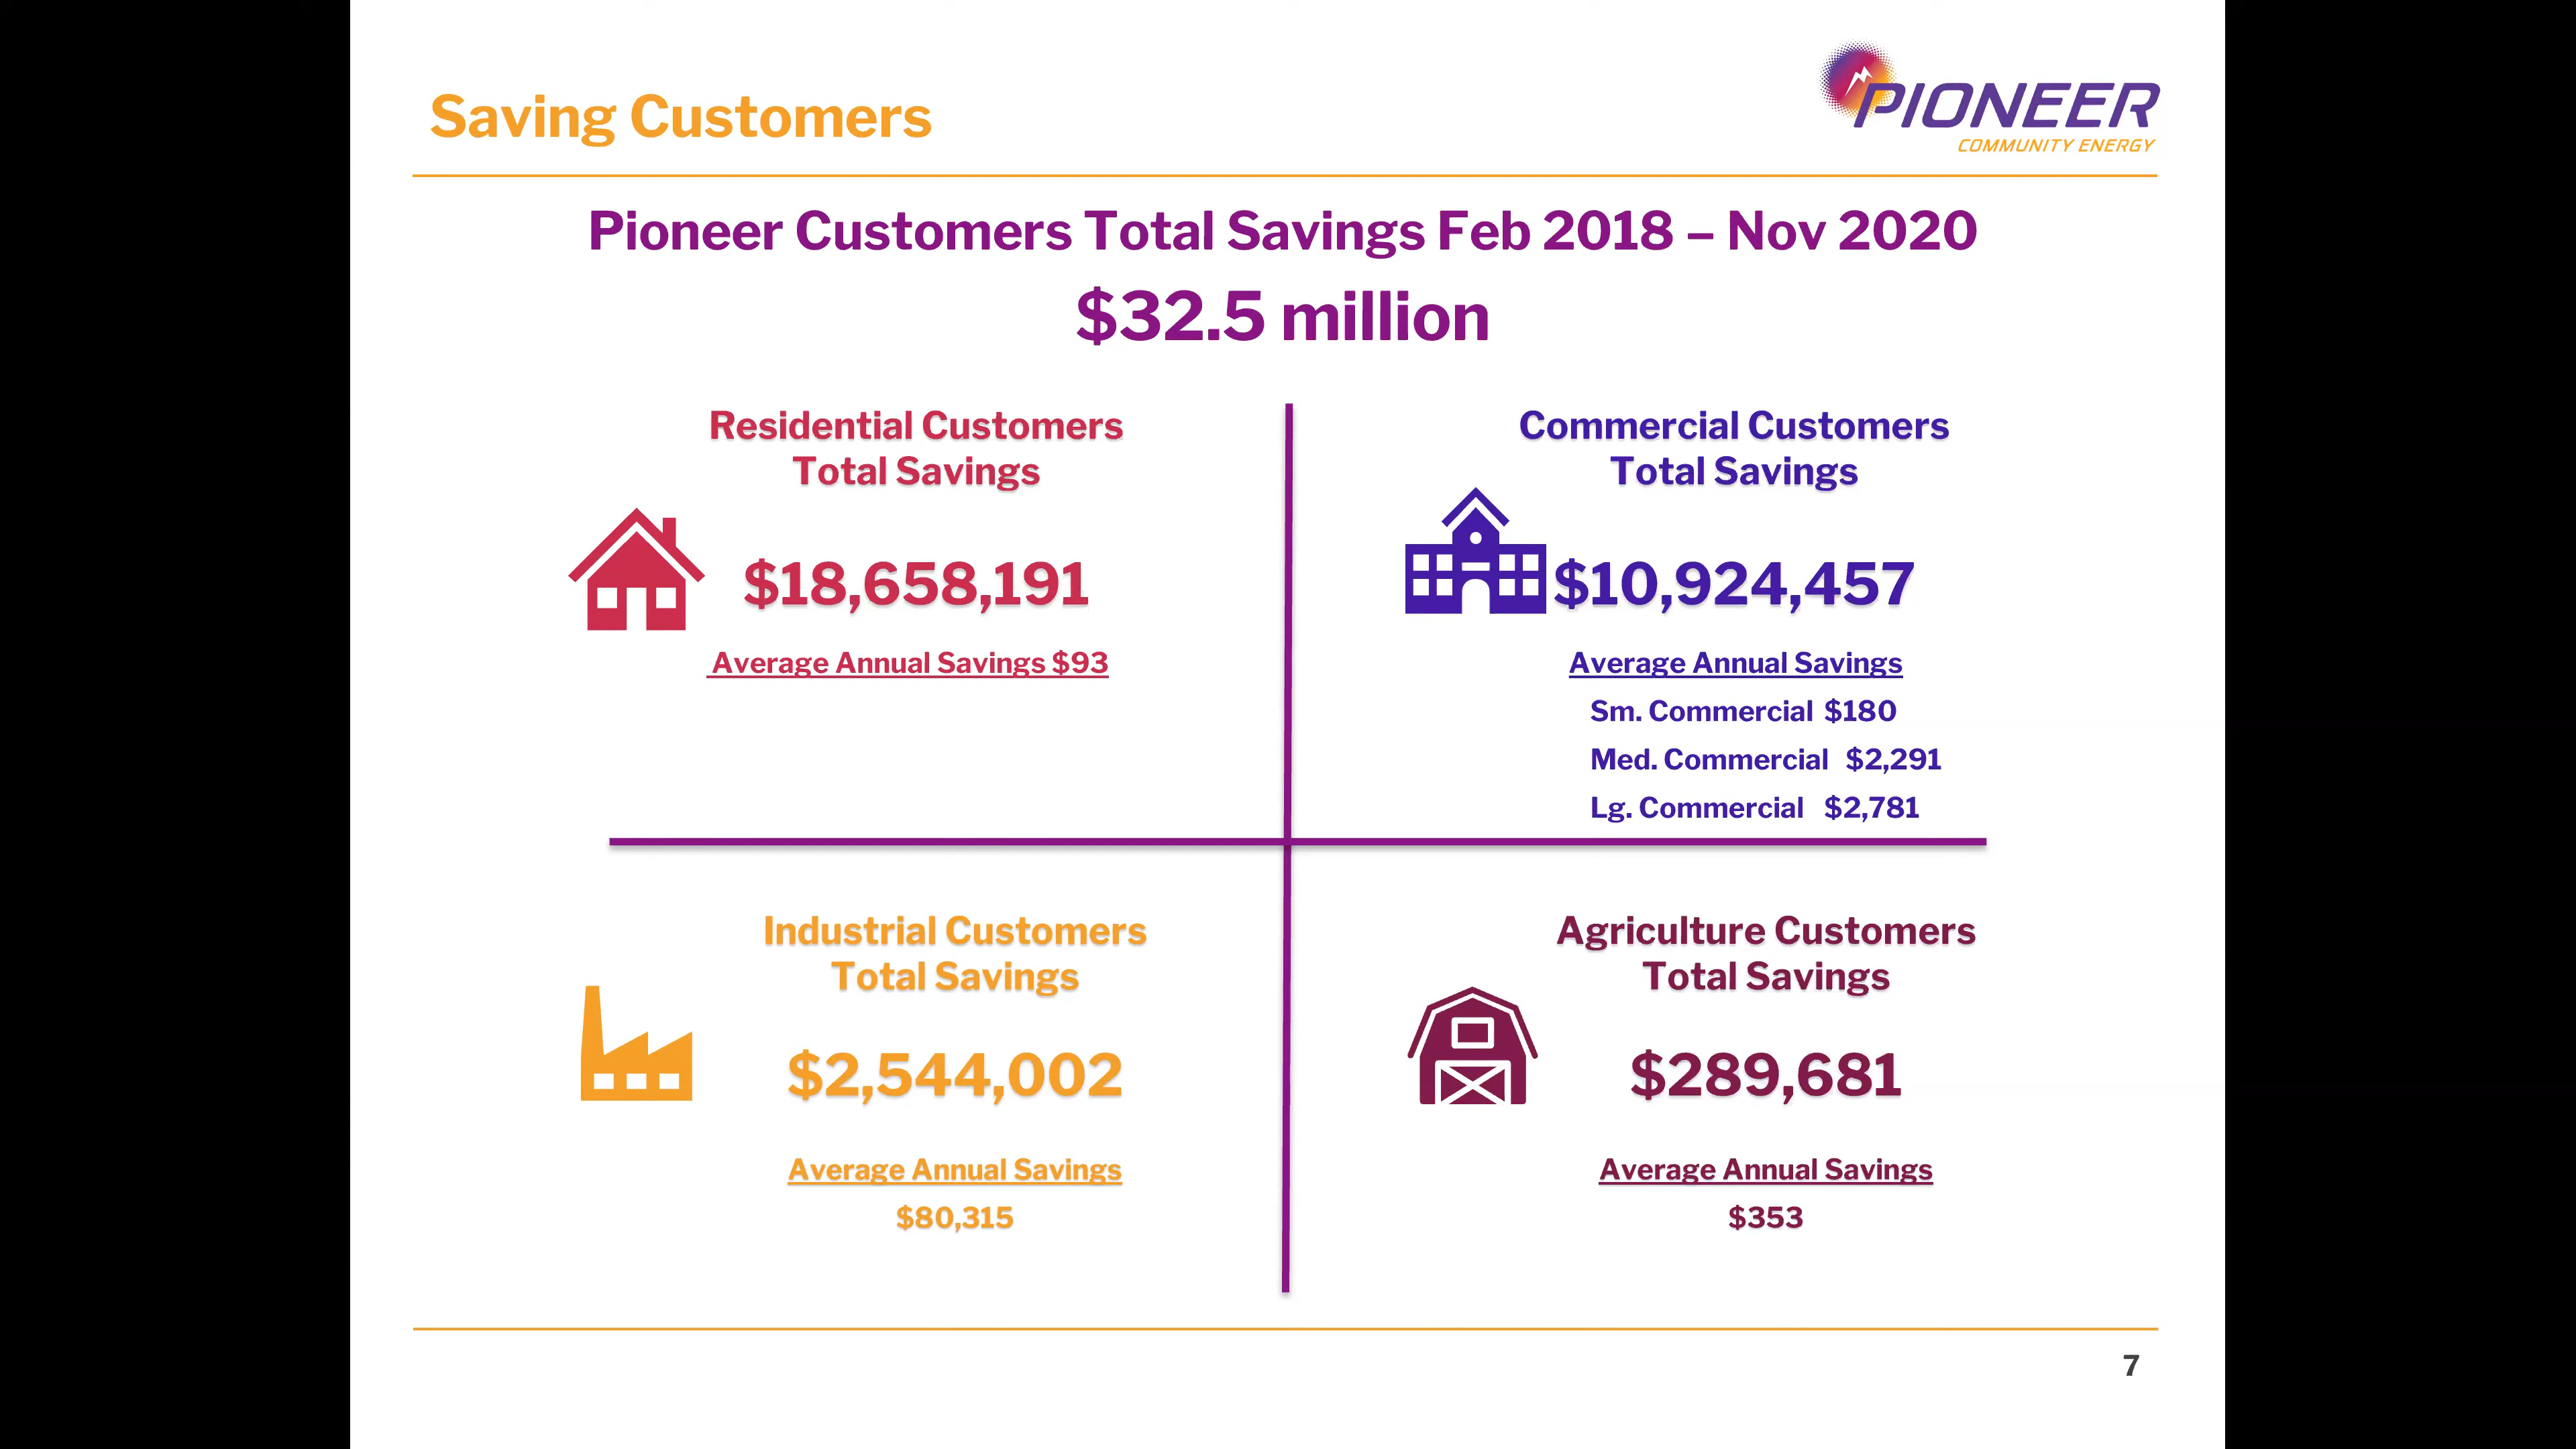 Saving Customers
PIONEER
COMMUNITY ENERGY
Pioneer Customers Total Savings Feb 2018 – Nov 2020
$32.5 million
Residential Customers
Total Savings
$18,658,191
Average Annual Savings $93
Commercial Customers
Total Savings
$10,924,457
Average Annual Savings
Sm. Commercial $180
Med. Commercial $2,291
Lg. Commercial $2,781
Industrial Customers
Total Savings
$2,544,002
Average Annual Savings
$80,315
Agriculture Customers
Total Savings
$289,681
Average Annual Savings
$353
7